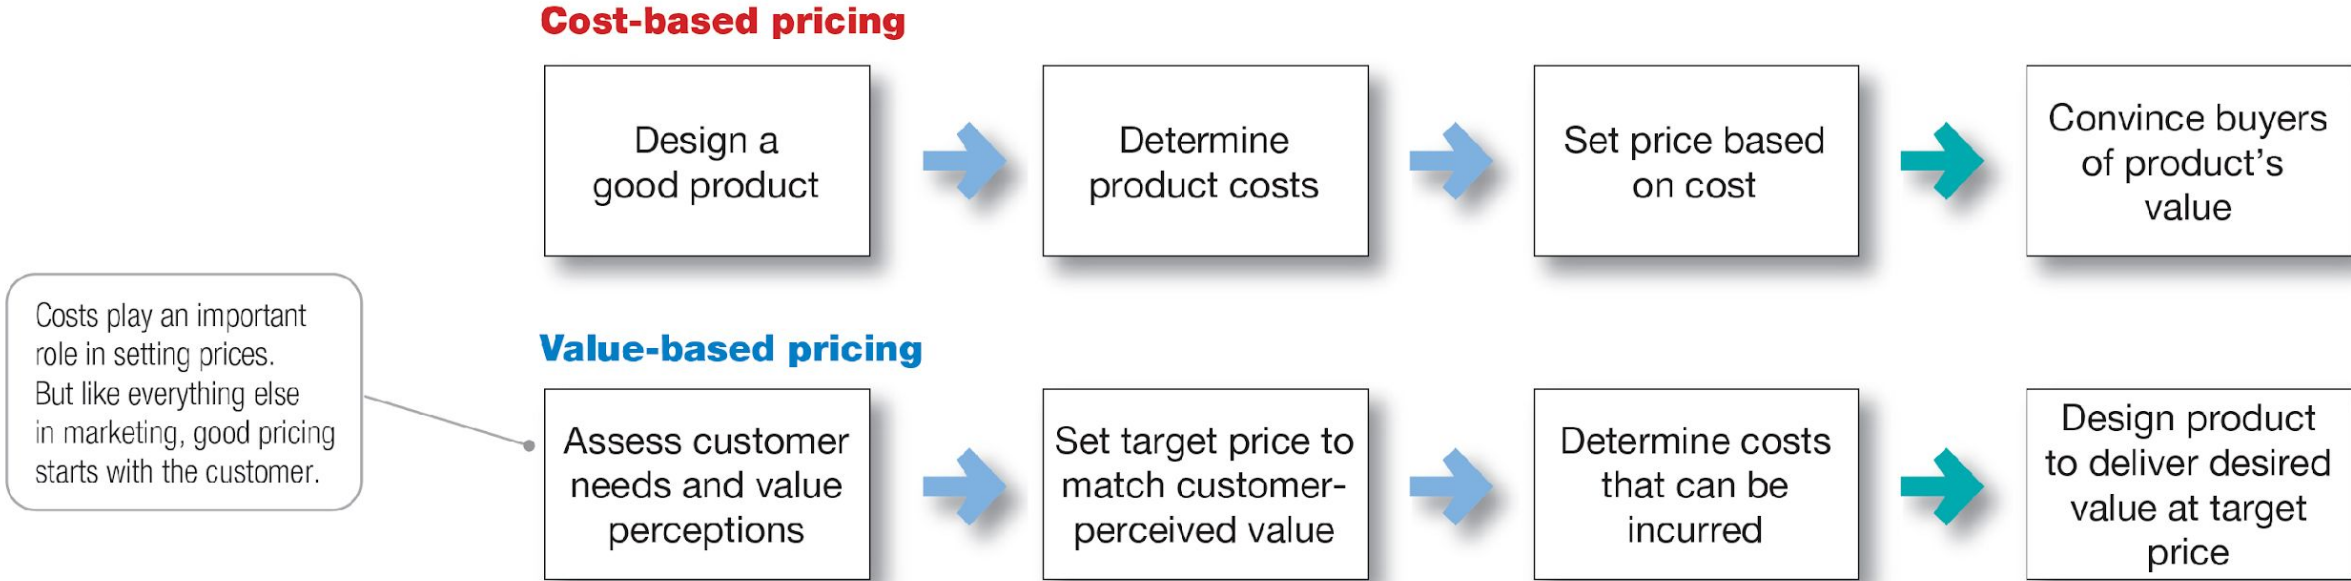 Cost-based pricing
Design a
good product
Determine
product costs
Set price based
on cost
Convince buyers
of product’s
value
Costs play an important
role in setting prices.
But like everything else
in marketing, good pricing
starts with the customer.
Value-based pricing
Assess customer
needs and value
perceptions
Set target price to
match customer-
perceived value
Determine costs
that can be
incurred
Design product
to deliver desired
value at target
price